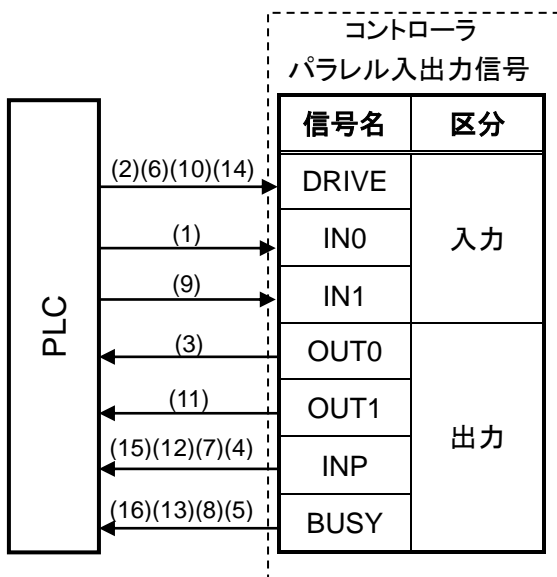 コントローラ
パラレル入出力信号
信号名 区分
(2)(6)(10)(14) DRIVE
(1) IN0 入力
(9) IN1
PLC
(3) OUT0
(11) OUT1
出力
(15)(12)(7)(4) INP
(16)(13)(8)(5) BUSY